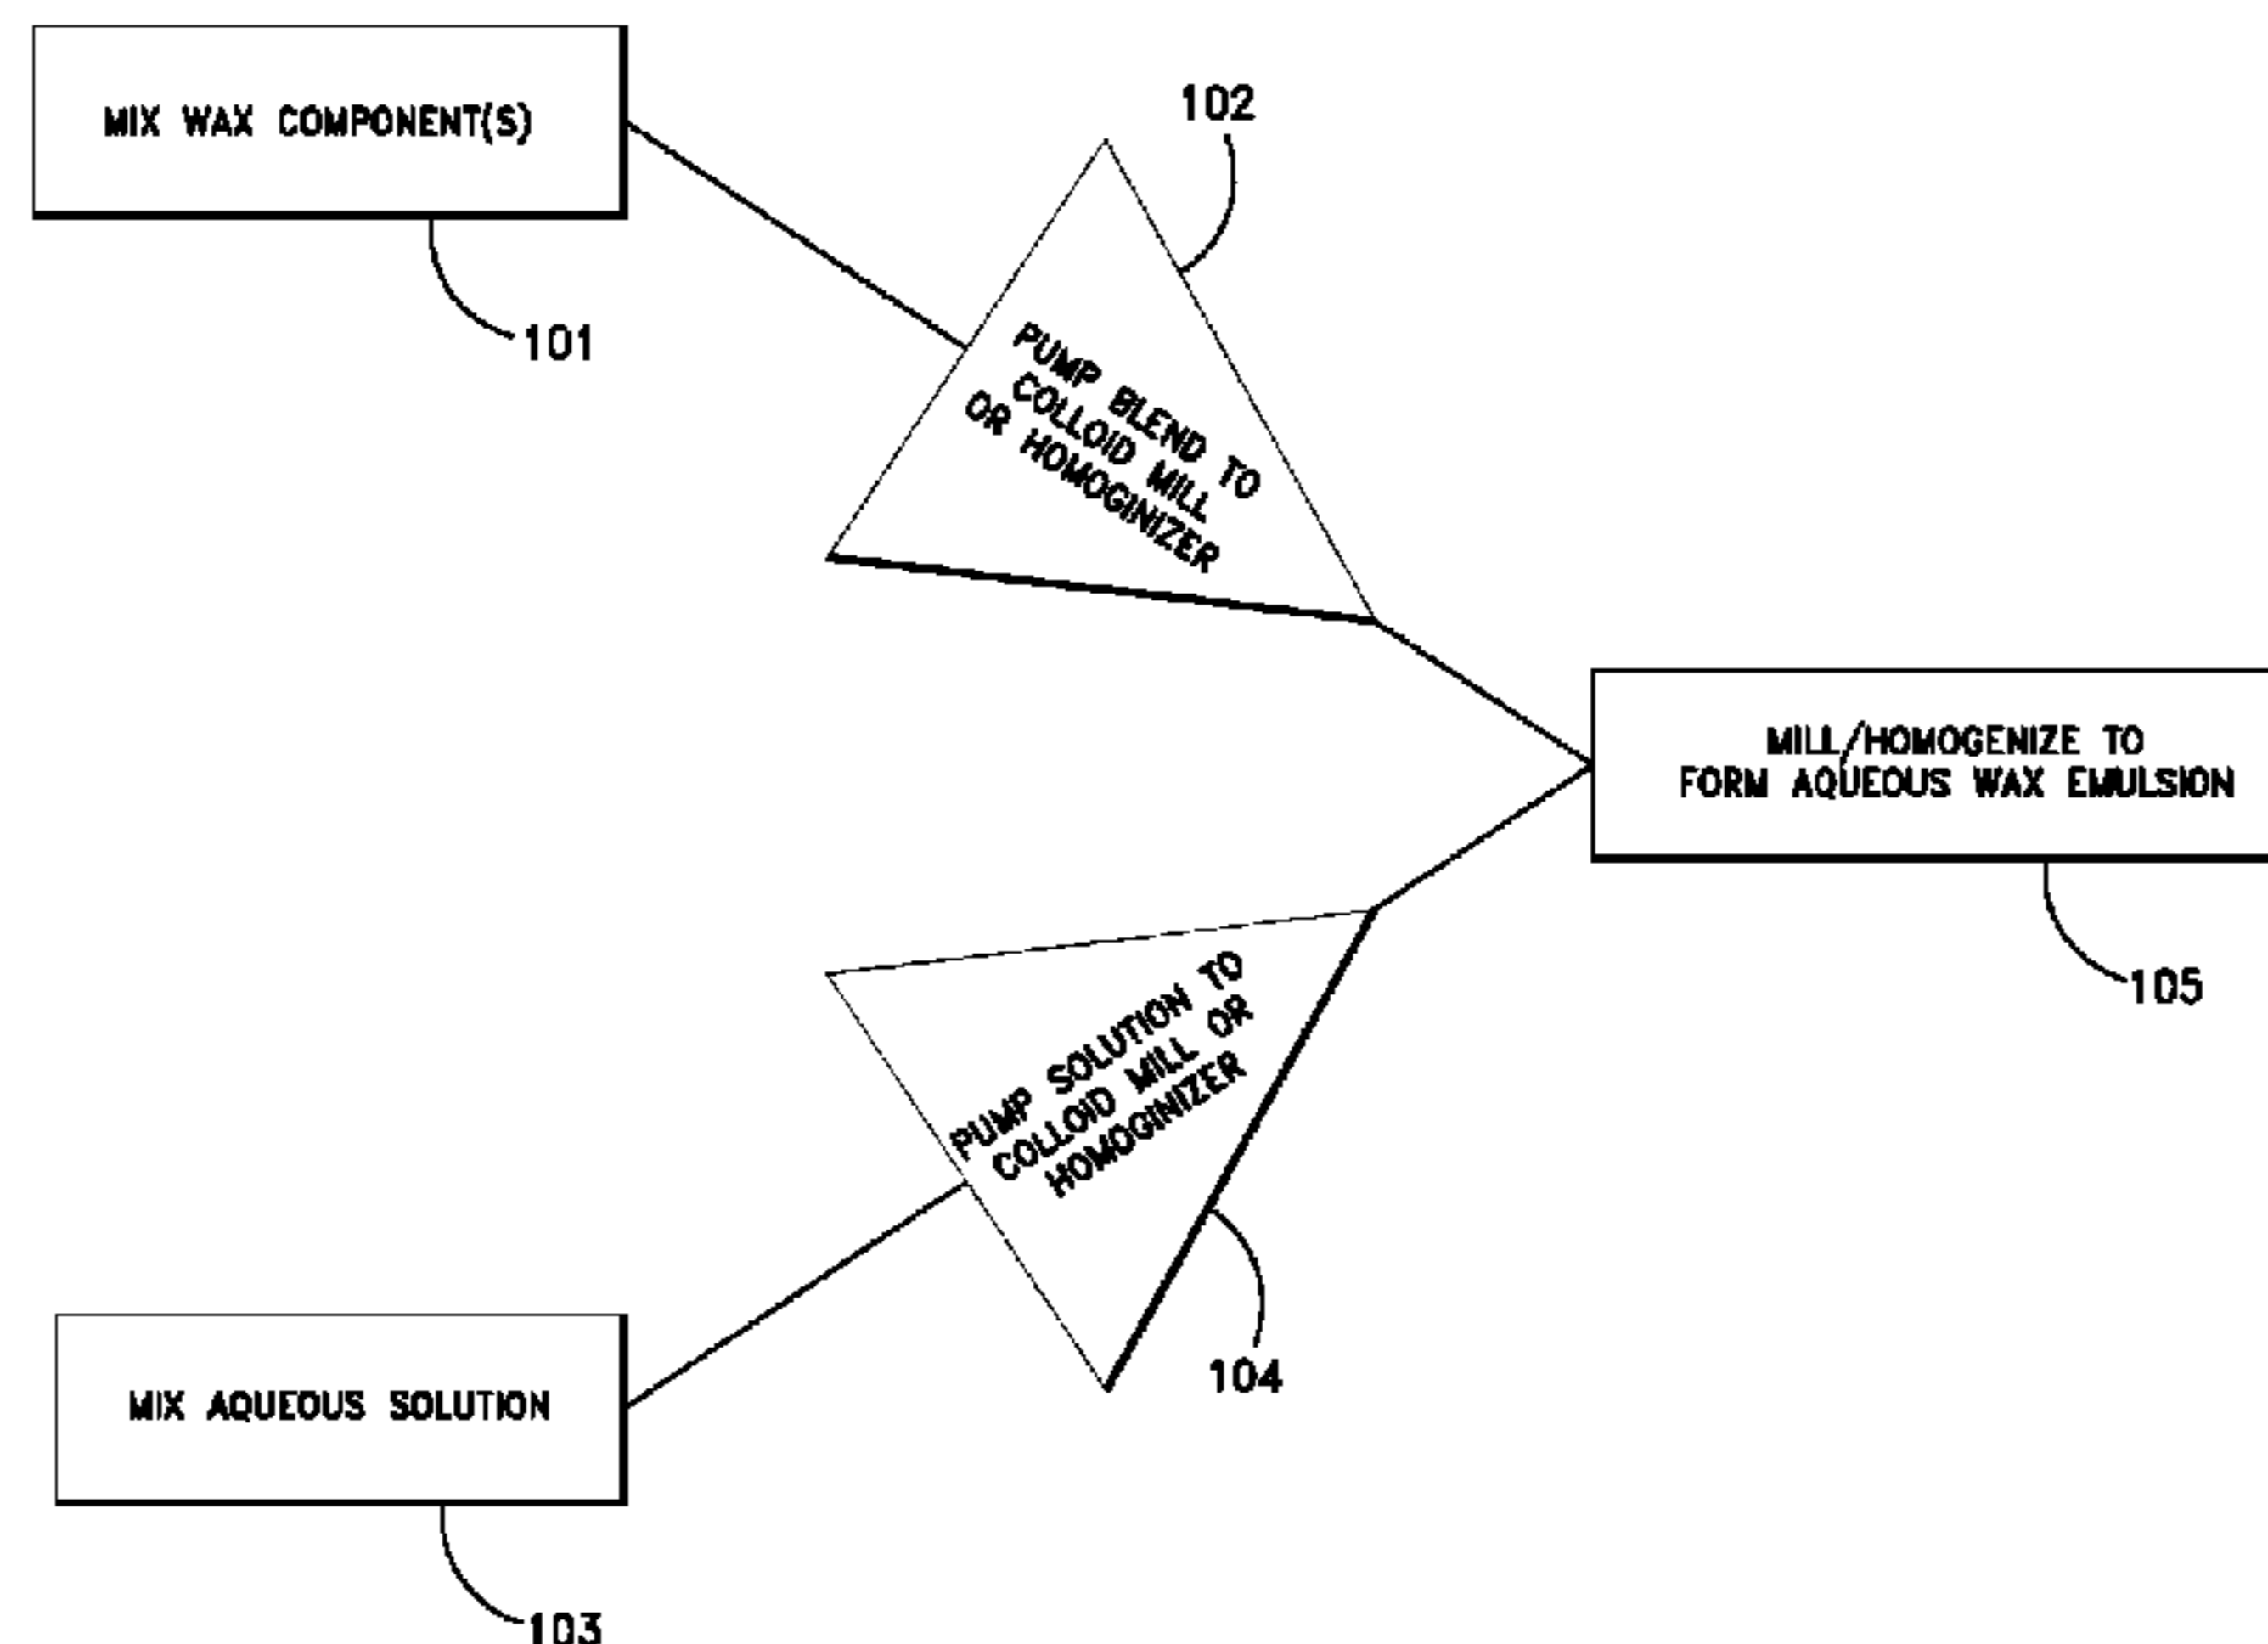 MIX WAX COMPONENT(S)
101
102
PUMP BLEND TO
COLLOID MILL
OR HOMOGINIZER
MILL/HOMOGENIZE TO
FORM AQUEOUS WAX EMULSION
105
PUMP SOLUTION TO
COLLOID MILL OR
HOMOGINIZER
104
MIX AQUEOUS SOLUTION
103